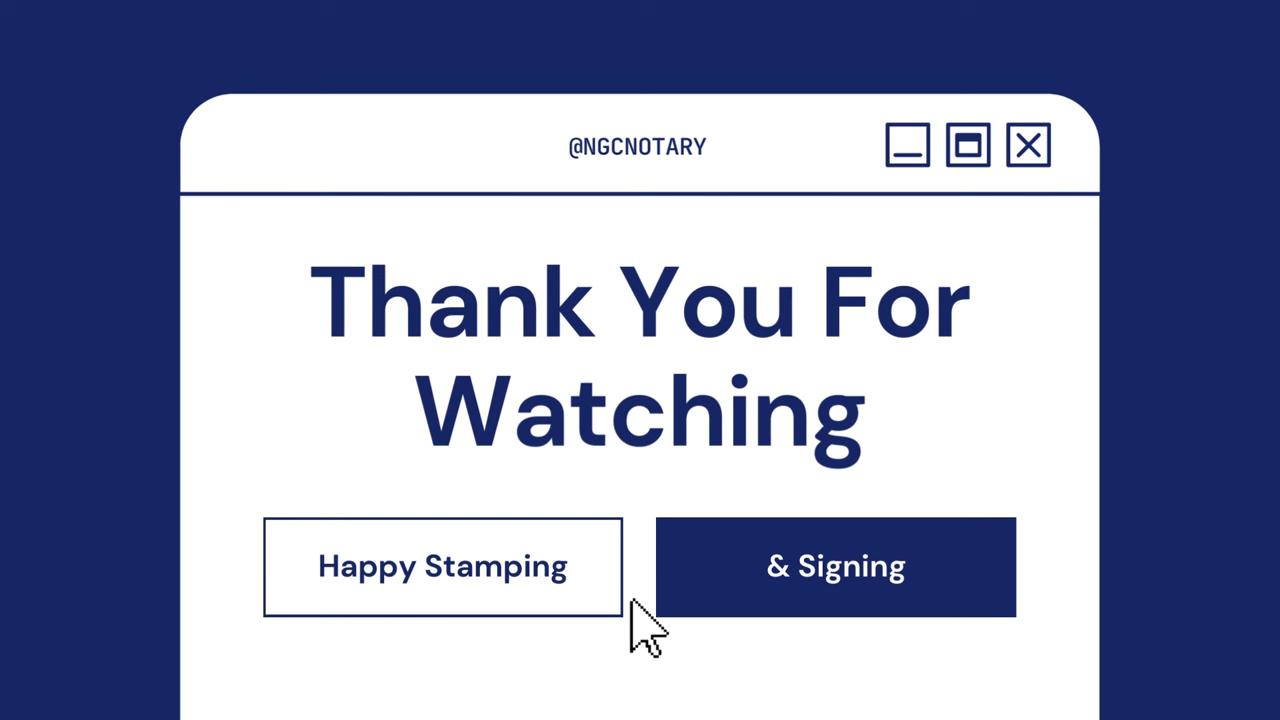 @NGCNOTARY
Thank You For
Watching
Happy Stamping
& Signing